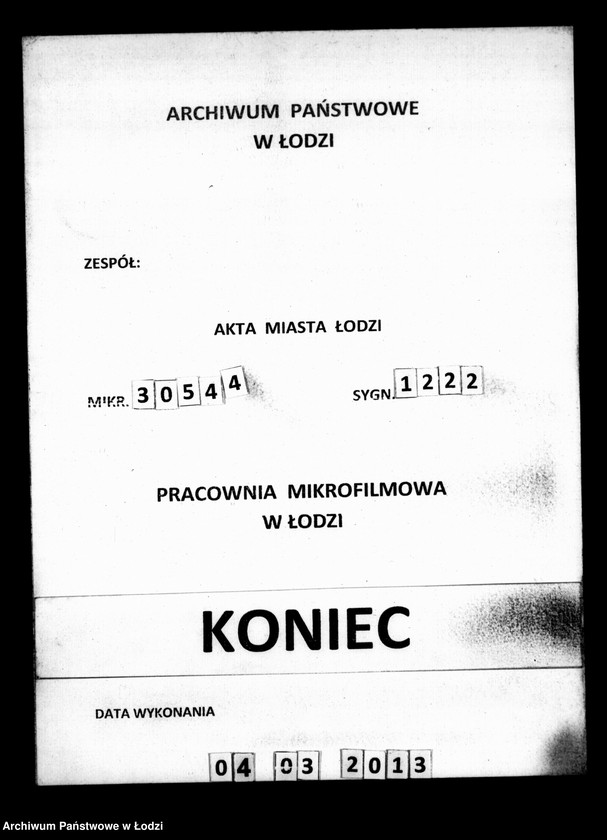 ARCHIWUM PAŃSTWOWE
W ŁODZI
ZESPÓŁ:
AKTA MIASTA ŁODZI
MIKR. 30544 SYGN. 1222
PRACOWNIA MIKROFILMOWA
W ŁODZI
KONIEC
DATA WYKONANIA
04 03 2013
Archiwum Państwowe w Łodzi